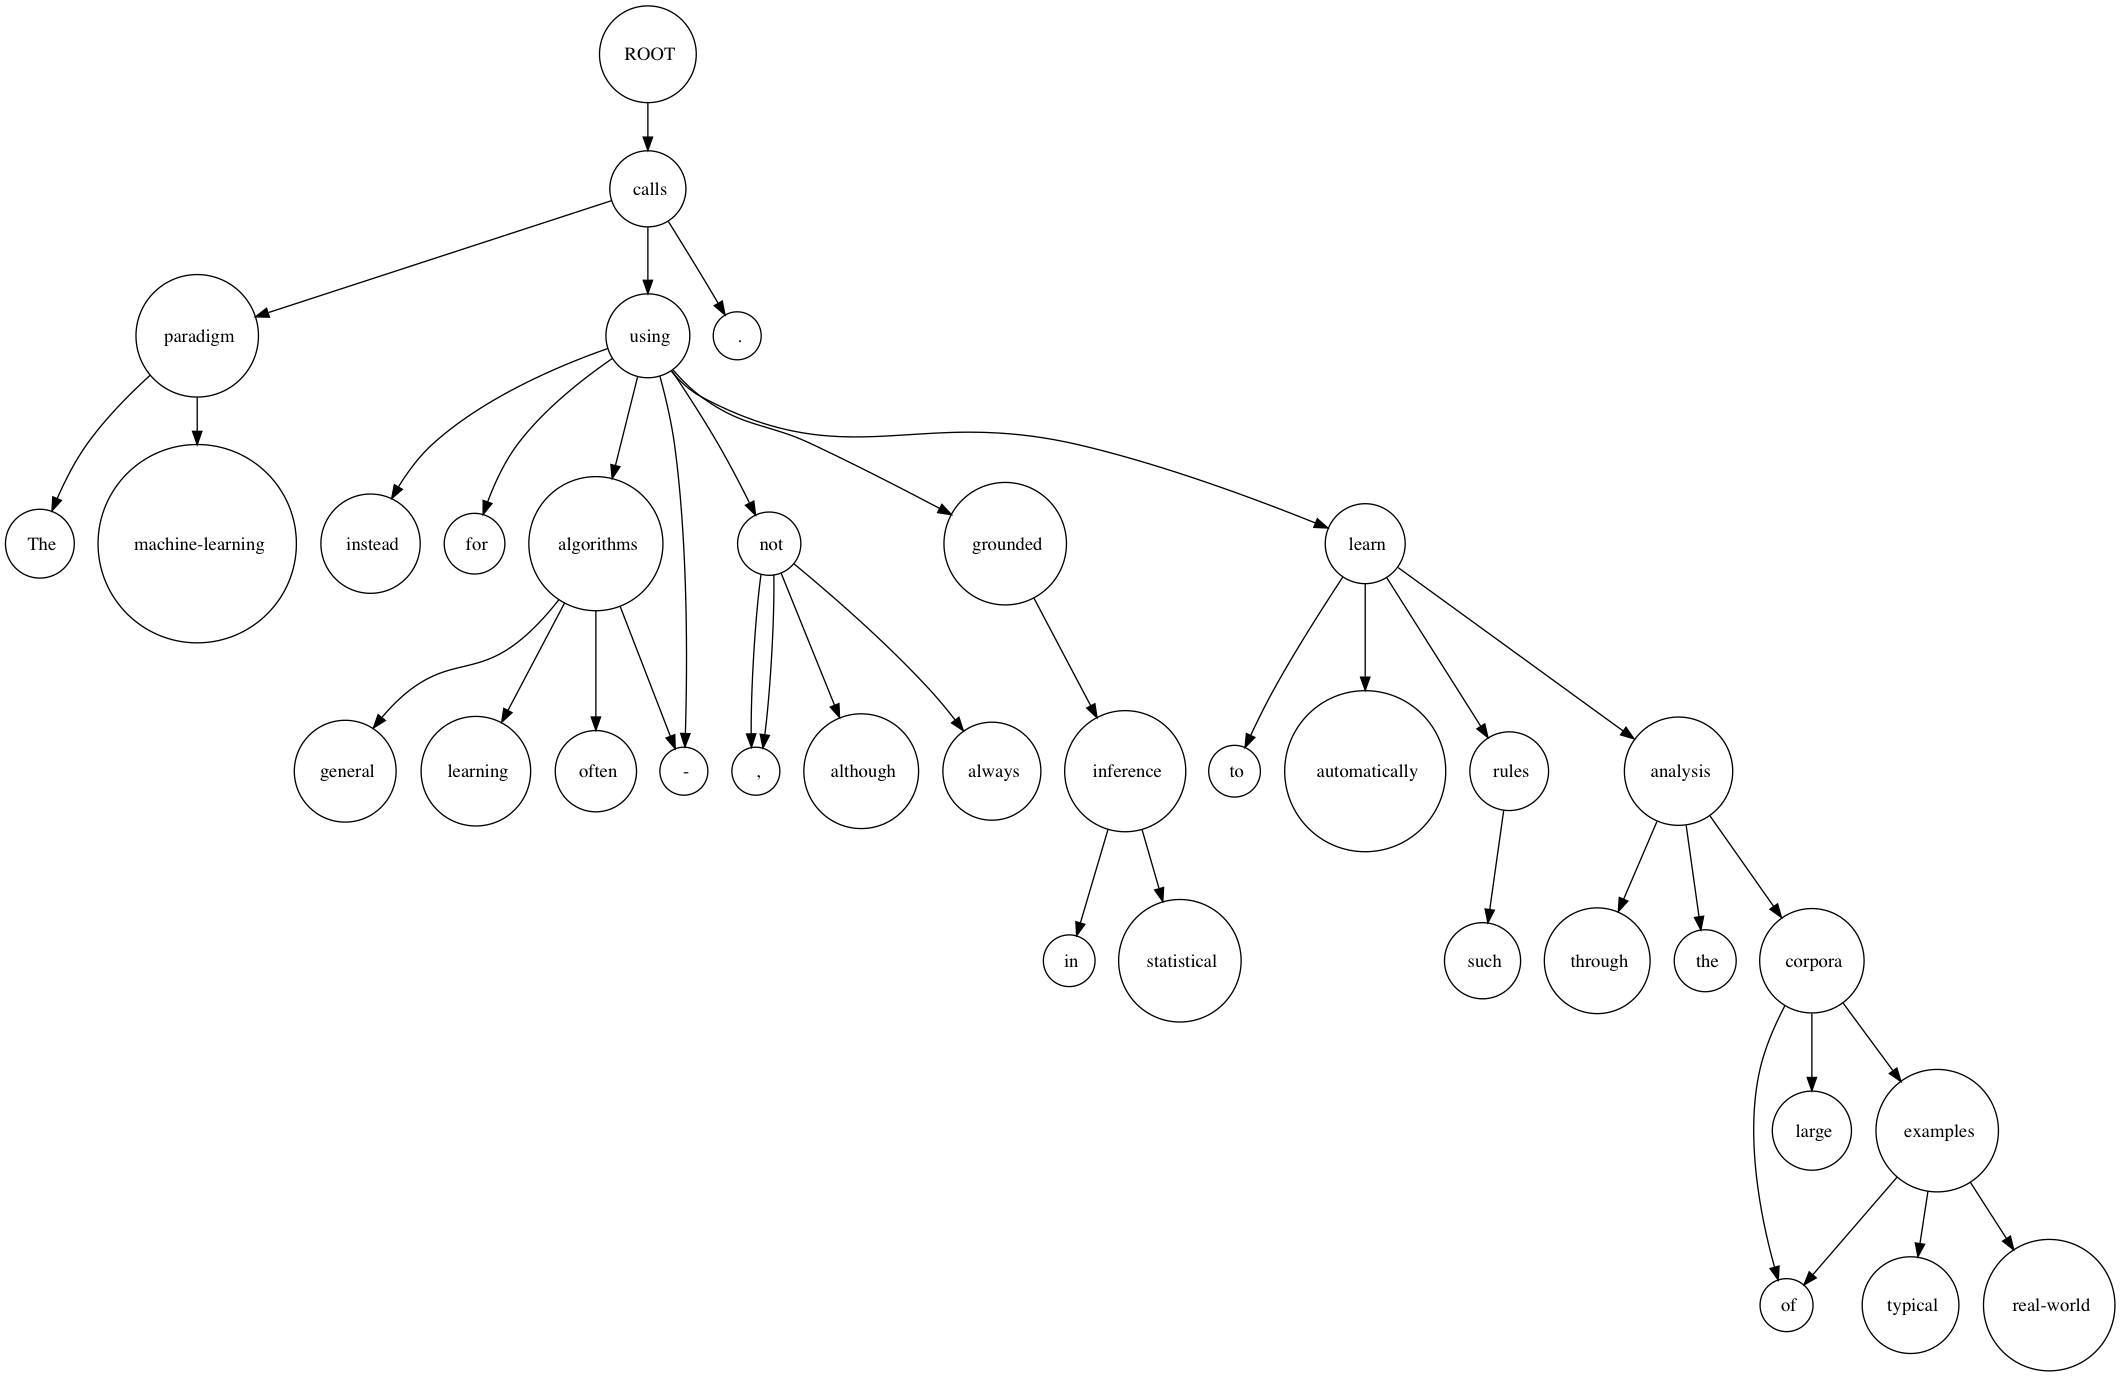 ROOT
calls
paradigm
using
.
The
machine-learning
instead
for
algorithms
not
grounded
learn
general
learning
often
-
,
although
always
inference
to
automatically
rules
analysis
in
statistical
such
through
the
corpora
large
examples
of
typical
real-world